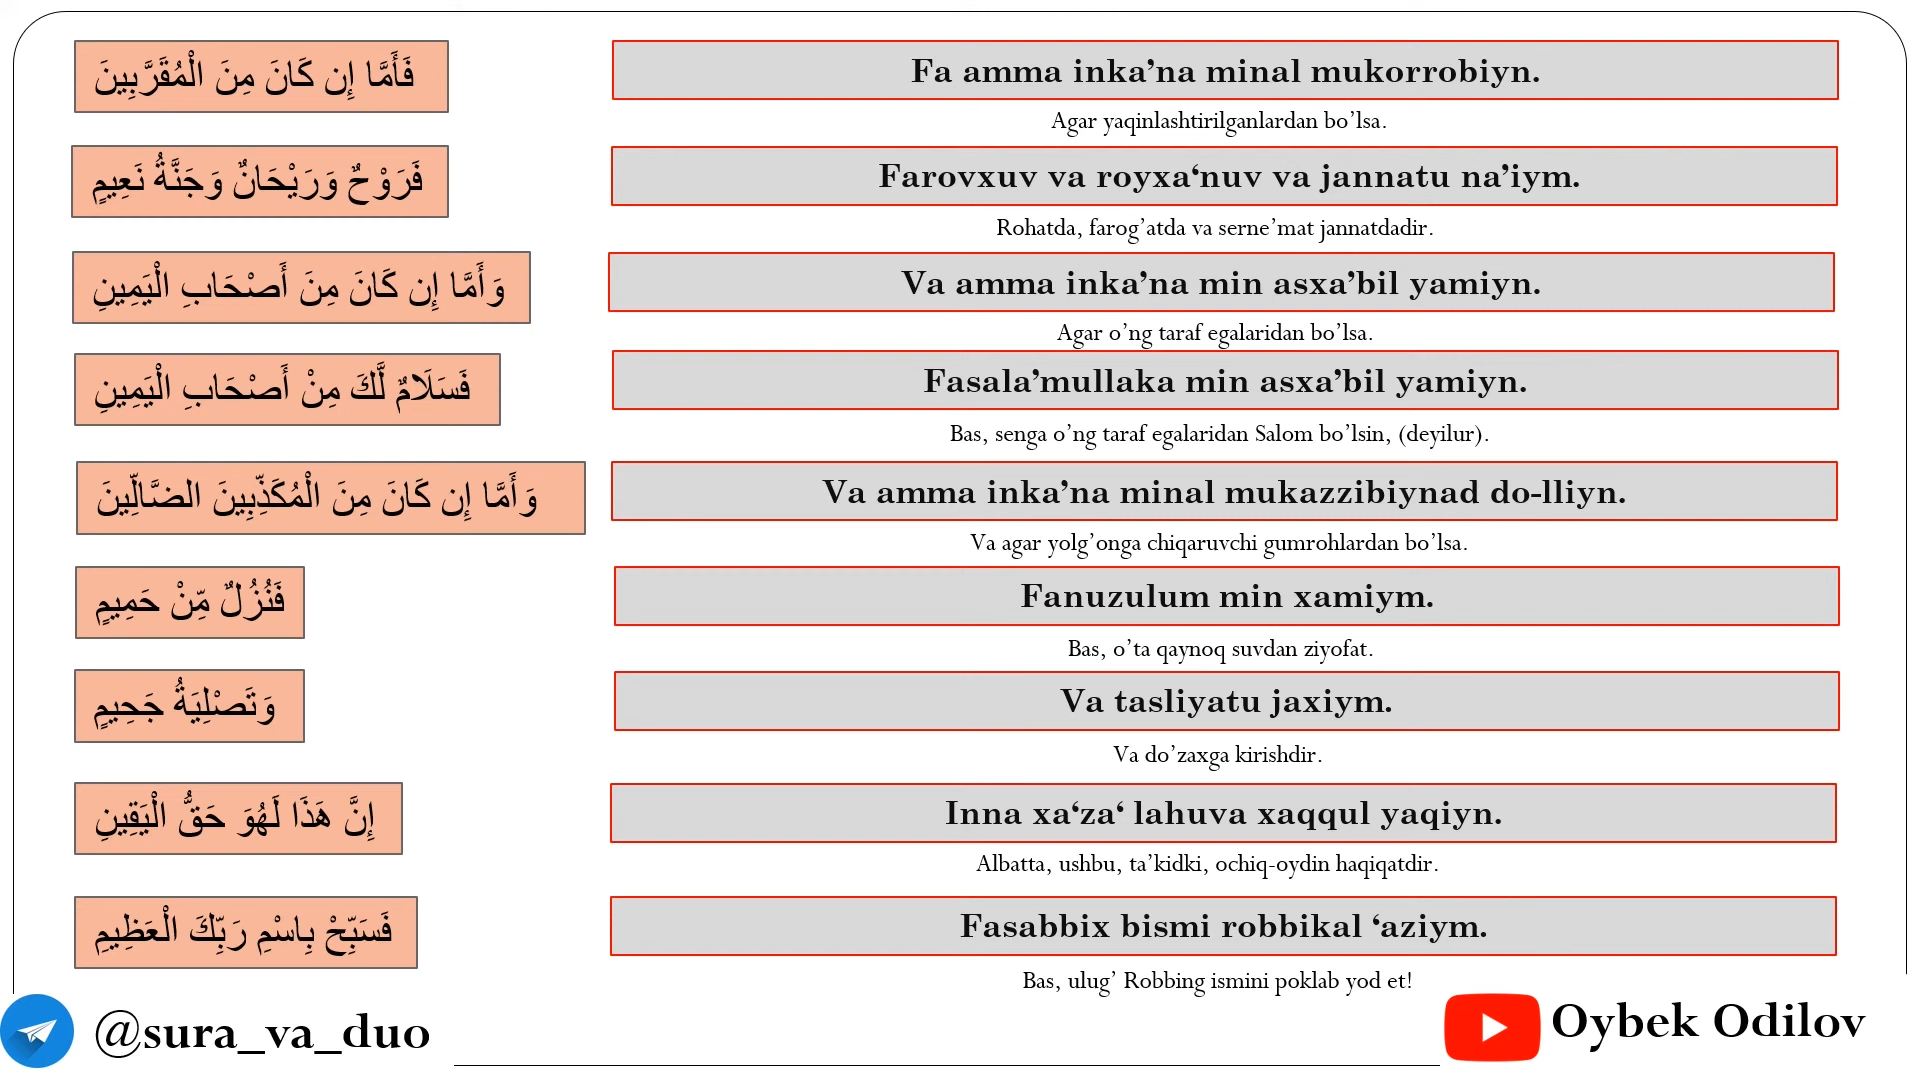 فَأَمَّا إِن كَانَ مِنَ الْمُقَرَّبِينَ
Fa amma inka’na minal mukorrobiyn.
Agar yaqinlashtirilganlardan bo’lsa.
فَرَوْحٌ وَرَيْحَانٌ وَجَنَّةُ نَعِيمٍ
Farovxuv va royxa‘nuv va jannatu na’iym.
Rohatda, farog’atda va serne’mat jannatdadir.
وَأَمَّا إِن كَانَ مِنَ أَصْحَابِ الْيَمِينِ
Va amma inka’na min asxa’bil yamiyn.
Agar o’ng taraf egalaridan bo’lsa.
فَسَلَامٌ لَّكَ مِنْ أَصْحَابِ الْيَمِينِ
Fasala’mullaka min asxa’bil yamiyn.
Bas, senga o’ng taraf egalaridan Salom bo’lsin, (deyilur).
وَأَمَّا إِن كَانَ مِنَ الْمُكَذِّبِينَ الضَّالِّينَ
Va amma inka’na minal mukazzibiynad do-lliyn.
Va agar yolg’onga chiqaruvchi gumrohlardan bo’lsa.
فَنُزُلٌ مِّنْ حَمِيمٍ
Fanuzulum min xamiym.
Bas, o’ta qaynoq suvdan ziyofat.
وَتَصْلِيَةُ جَحِيمٍ
Va tasliyatu jaxiym.
Va do’zaxga kirishdir.
إِنَّ هَذَا لَهُوَ حَقُّ الْيَقِينِ
Inna xa‘za‘ lahuva xaqqul yaqiyn.
Albatta, ushbu, ta’kidki, ochiq-oydin haqiqatdir.
فَسَبِّحْ بِاسْمِ رَبِّكَ الْعَظِيمِ
Fasabbix bismi robbikal ‘aziym.
Bas, ulug’ Robbing ismini poklab yod et!
@sura_va_duo
Oybek Odilov